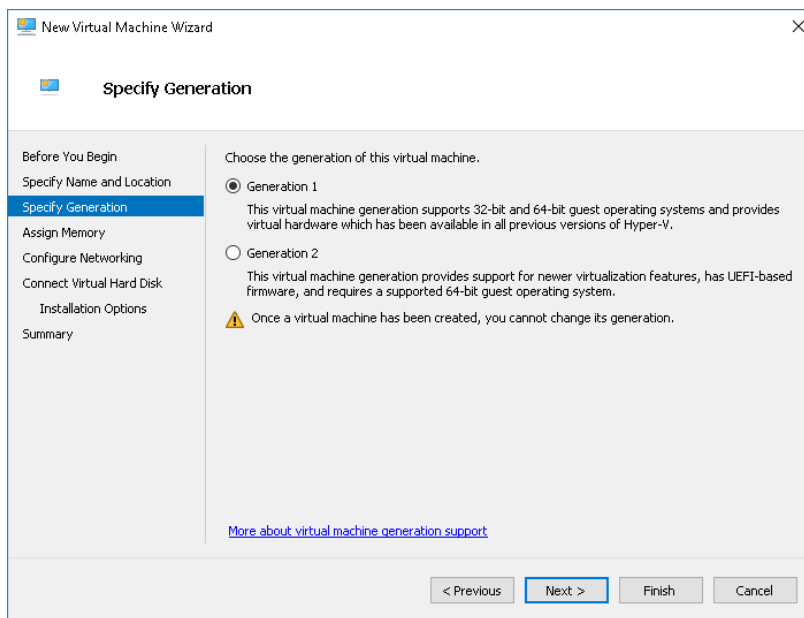 New Virtual Machine Wizard
Specify Generation
Before You Begin
Specify Name and Location
Specify Generation
Assign Memory
Configure Networking
Connect Virtual Hard Disk
Installation Options
Summary
Choose the generation of this virtual machine.
Generation 1
This virtual machine generation supports 32-bit and 64-bit guest operating systems and provides
virtual hardware which has been available in all previous versions of Hyper-V.
Generation 2
This virtual machine generation provides support for newer virtualization features, has UEFI-based
firmware, and requires a supported 64-bit guest operating system.
Once a virtual machine has been created, you cannot change its generation.
More about virtual machine generation support
< Previous
Next >
Finish
Cancel